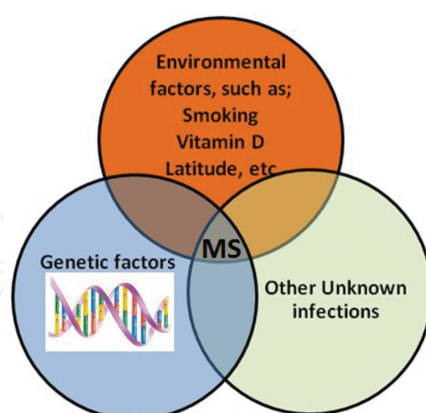 Environmental
factors, such as;
Smoking
Vitamin D
Latitude, etc
MS
Genetic factors
Other Unknown
infections